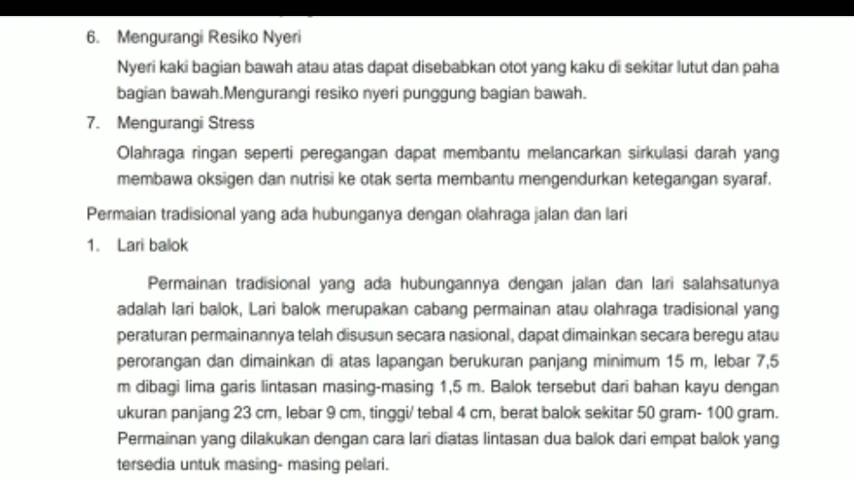 6. Mengurangi Resiko Nyeri
Nyeri kaki bagian bawah atau atas dapat disebabkan otot yang kaku di sekitar lutut dan paha
bagian bawah.Mengurangi resiko nyeri punggung bagian bawah.
7. Mengurangi Stress
Olahraga ringan seperti peregangan dapat membantu melancarkan sirkulasi darah yang
membawa oksigen dan nutrisi ke otak serta membantu mengendurkan ketegangan syaraf.
Permaian tradisional yang ada hubunganya dengan olahraga jalan dan lari
1. Lari balok
Permainan tradisional yang ada hubungannya dengan jalan dan lari salahsatunya
adalah lari balok, Lari balok merupakan cabang permainan atau olahraga tradisional yang
peraturan permainannya telah disusun secara nasional, dapat dimainkan secara beregu atau
perorangan dan dimainkan di atas lapangan berukuran panjang minimum 15 m, lebar 7,5
m dibagi lima garis lintasan masing-masing 1,5 m. Balok tersebut dari bahan kayu dengan
ukuran panjang 23 cm, lebar 9 cm, tinggi/ tebal 4 cm, berat balok sekitar 50 gram- 100 gram.
Permainan yang dilakukan dengan cara lari diatas lintasan dua balok dari empat balok yang
tersedia untuk masing- masing pelari.